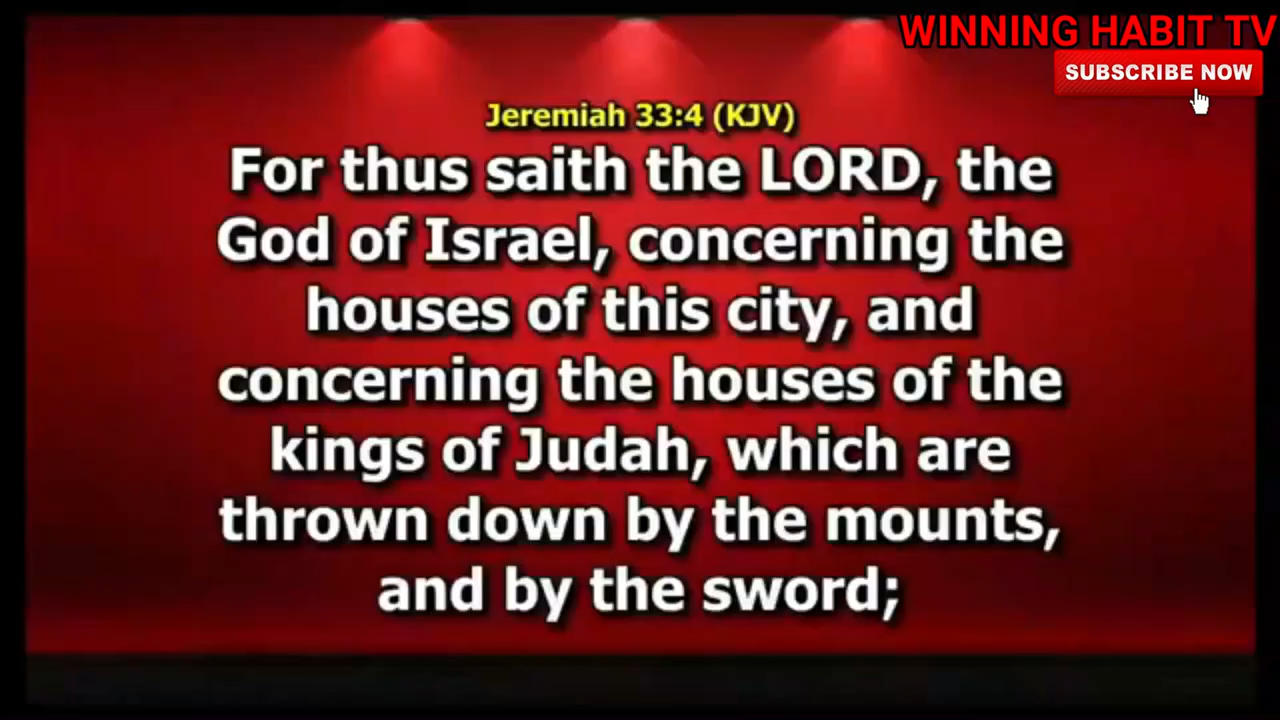 WINNING HABIT TV
SUBSCRIBE NOW
Jeremiah 33:4 (KJV)
For thus saith the LORD, the
God of Israel, concerning the
houses of this city, and
concerning the houses of the
kings of Judah, which are
thrown down by the mounts,
and by the sword;